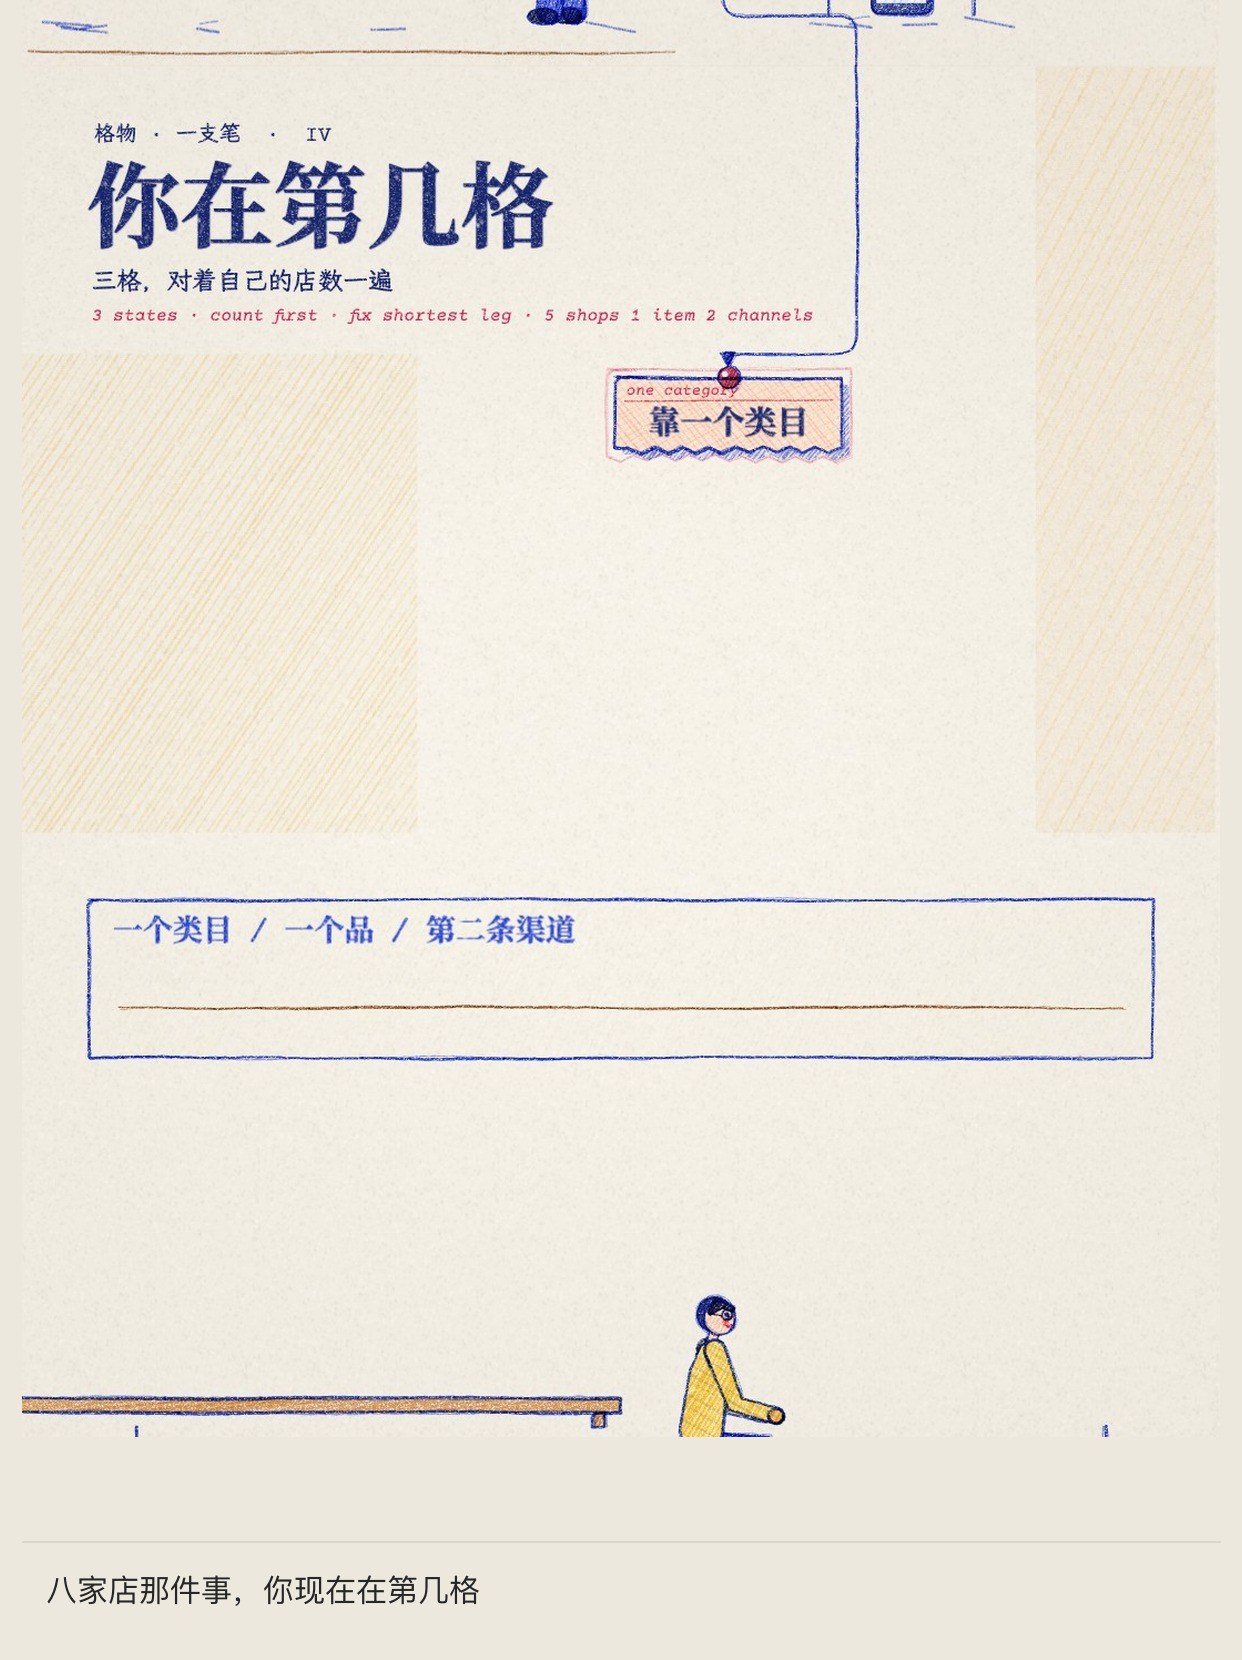 格物 · 一支笔 · IV
你在第几格
三格，对着自己的店数一遍
3 states · count first · fix shortest leg · 5 shops 1 item 2 channels
one category
靠一个类目
一个类目 / 一个品 / 第二条渠道
八家店那件事，你现在在第几格